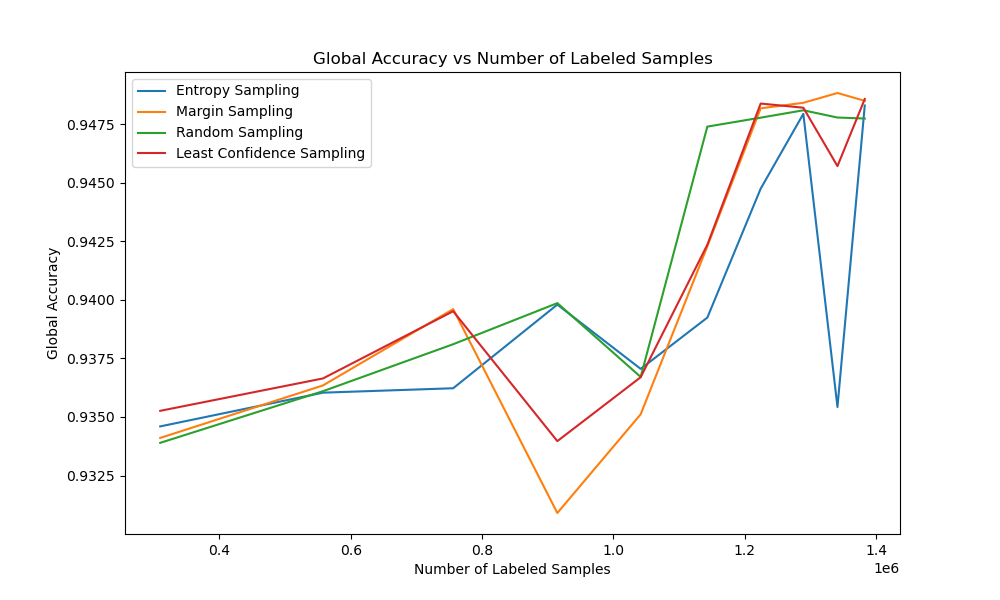 Global Accuracy vs Number of Labeled Samples
Entropy Sampling
Margin Sampling
Random Sampling
Least Confidence Sampling
Global Accuracy
0.9475
0.9450
0.9425
0.9400
0.9375
0.9350
0.9325
0.4 0.6 0.8 1.0 1.2 1.4
1e6
Number of Labeled Samples